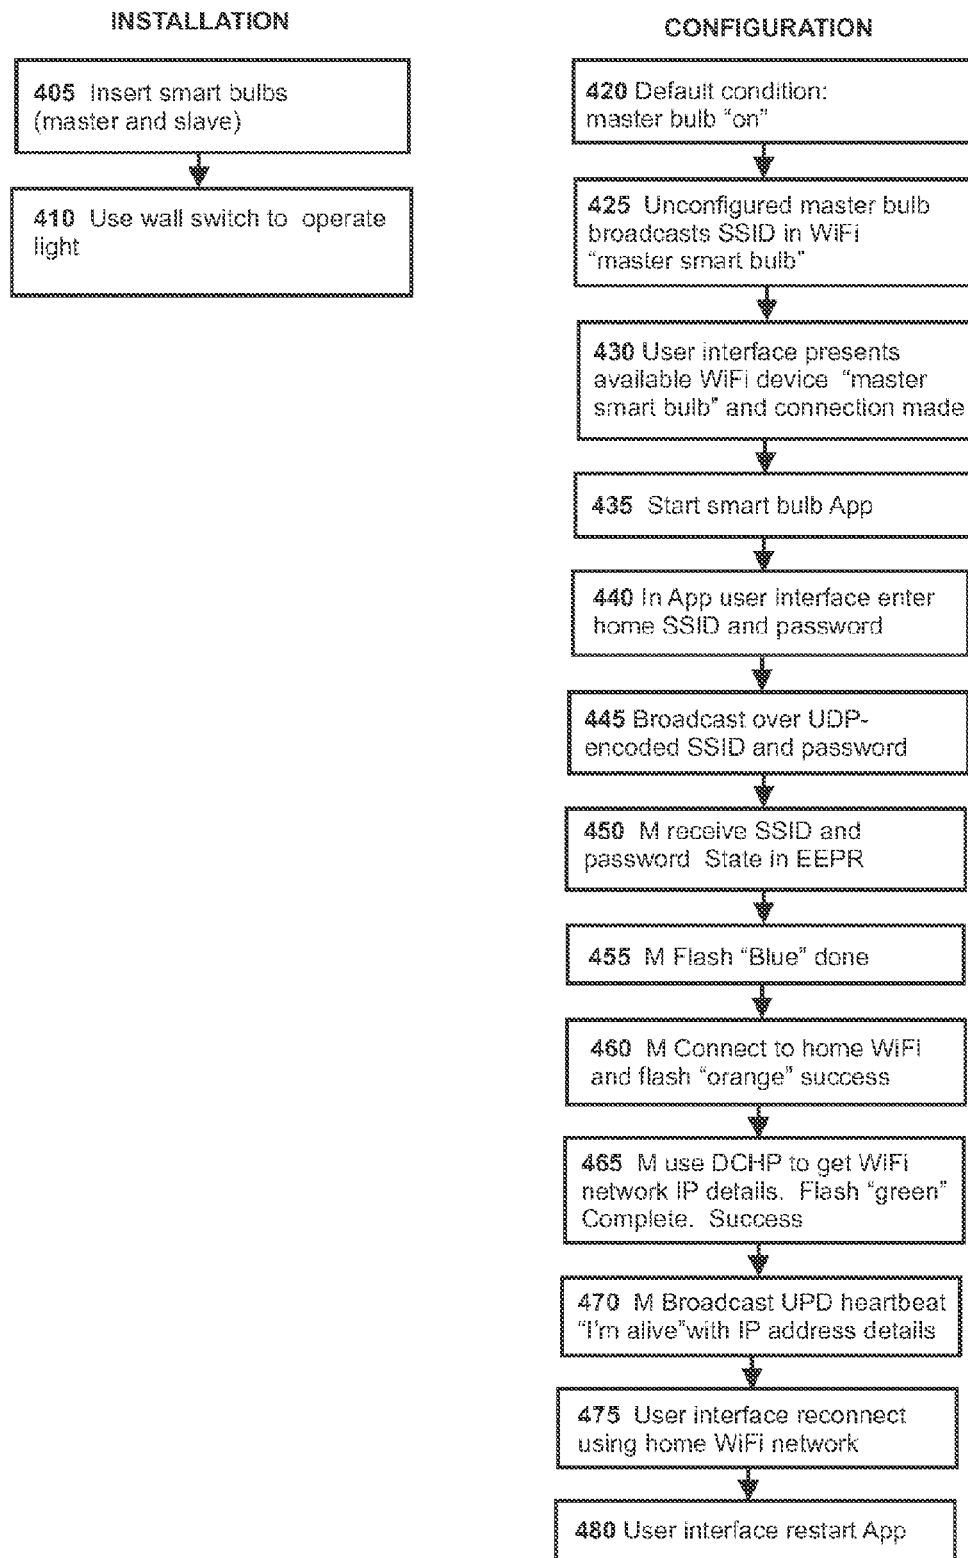 INSTALLATION
405 Insert smart bulbs
(master and slave)
410 Use wall switch to operate
light
CONFIGURATION
420 Default condition:
master bulb "on"
425 Unconfigured master bulb
broadcasts SSID in WiFi
"master smart bulb"
430 User interface presents
available WiFi device "master
smart bulb" and connection made
435 Start smart bulb App
440 In App user interface enter
home SSID and password
445 Broadcast over UDP-
encoded SSID and password
450 M receive SSID and
password State in EEPR
455 M Flash "Blue" done
460 M Connect to home WiFi
and flash "orange" success
465 M use DCHP to get WiFi
network IP details. Flash "green"
Complete. Success
470 M Broadcast UPD heartbeat
"I'm alive"with IP address details
475 User interface reconnect
using home WiFi network
480 User interface restart App